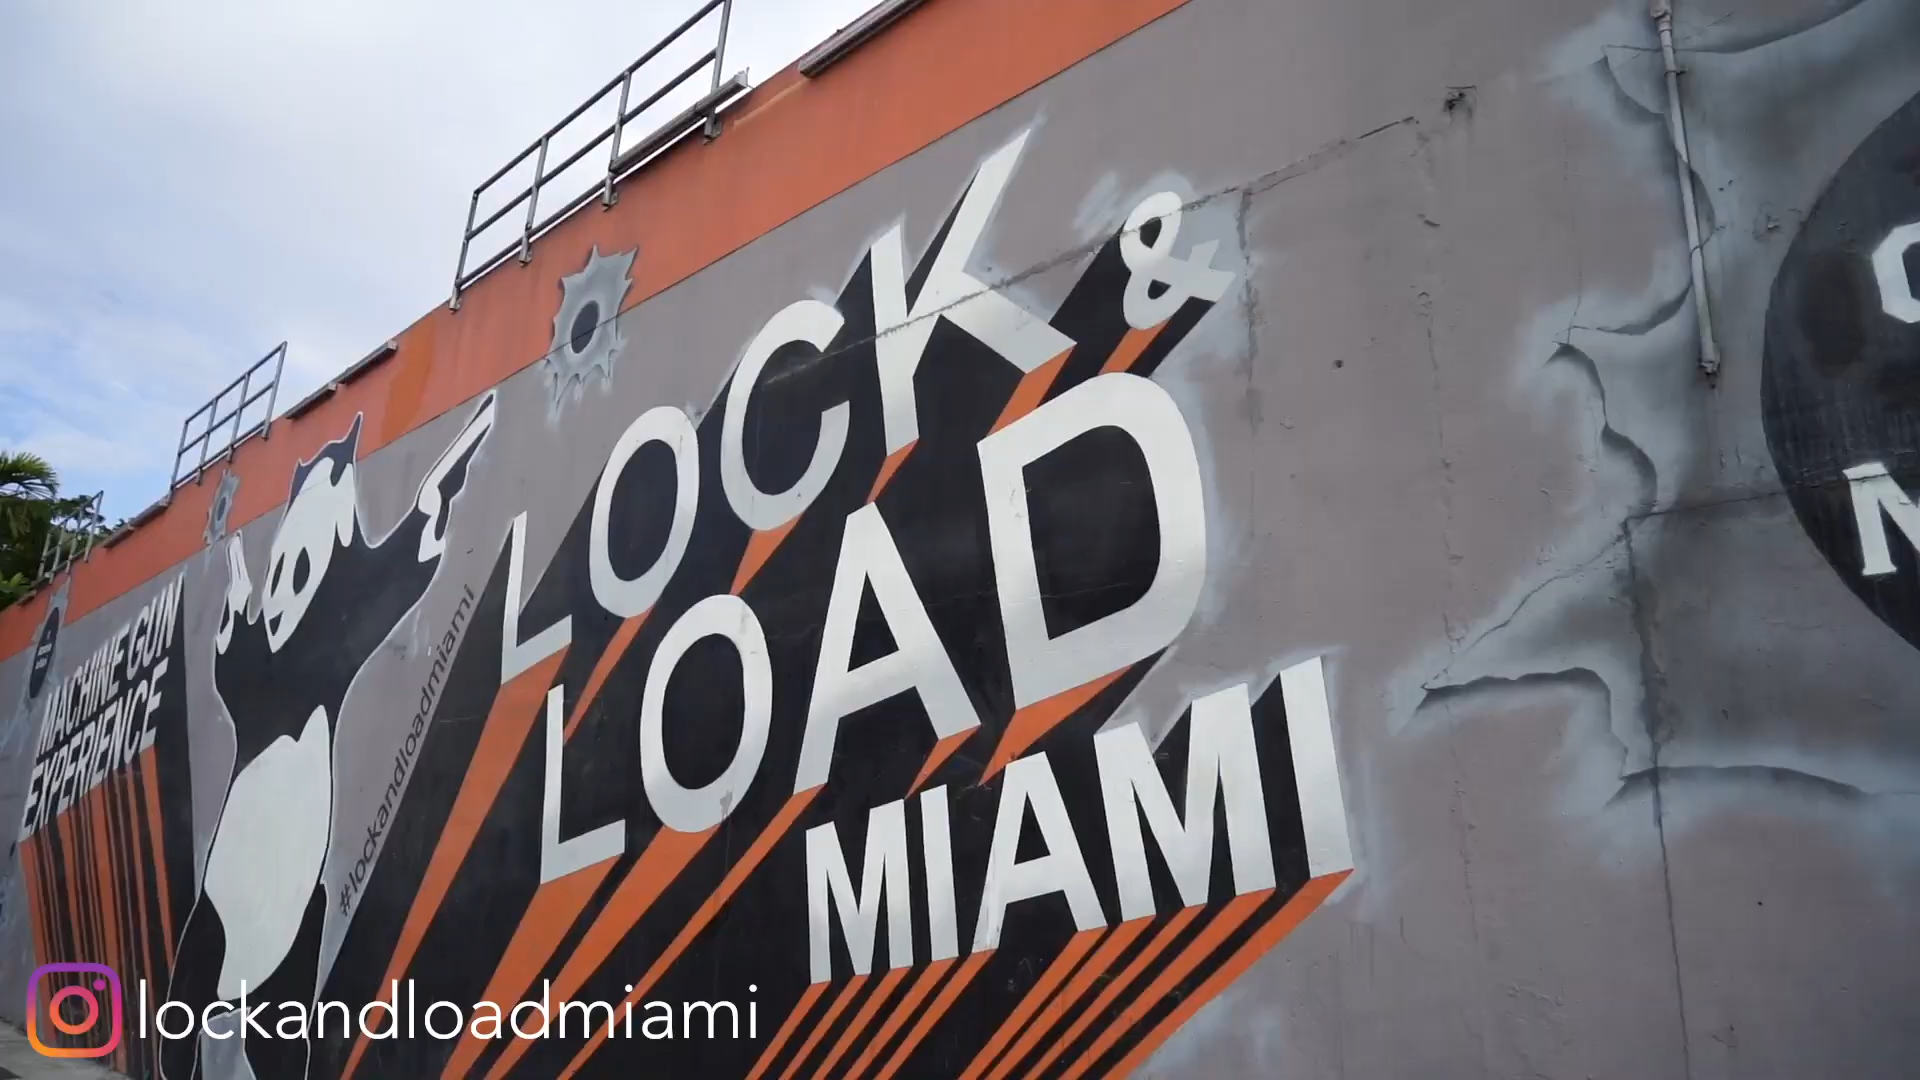 LOCK &
LOAD
MIAMI
MACHINE GUN
EXPERIENCE
#lockandloadmiami
lockandloadmiami